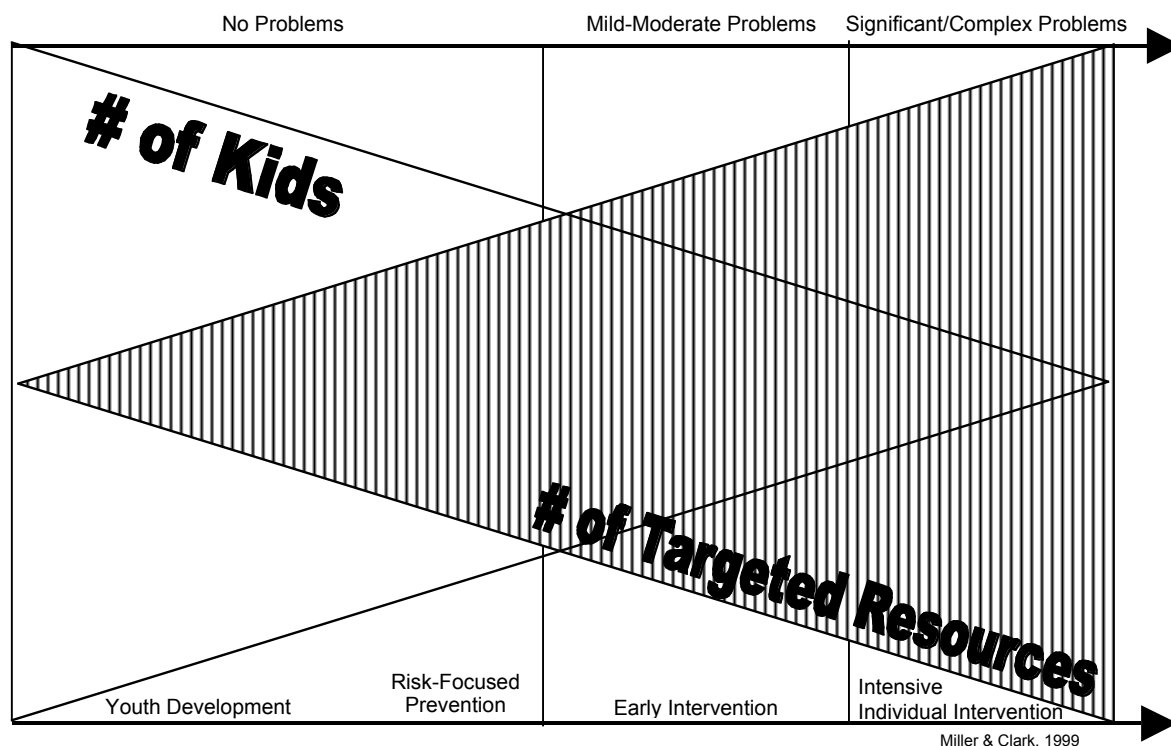 No Problems
Mild-Moderate Problems
Significant/Complex Problems
# of Kids
# of Targeted Resources
Youth Development
Risk-Focused
Prevention
Early Intervention
Intensive
Individual Intervention
Miller & Clark, 1999